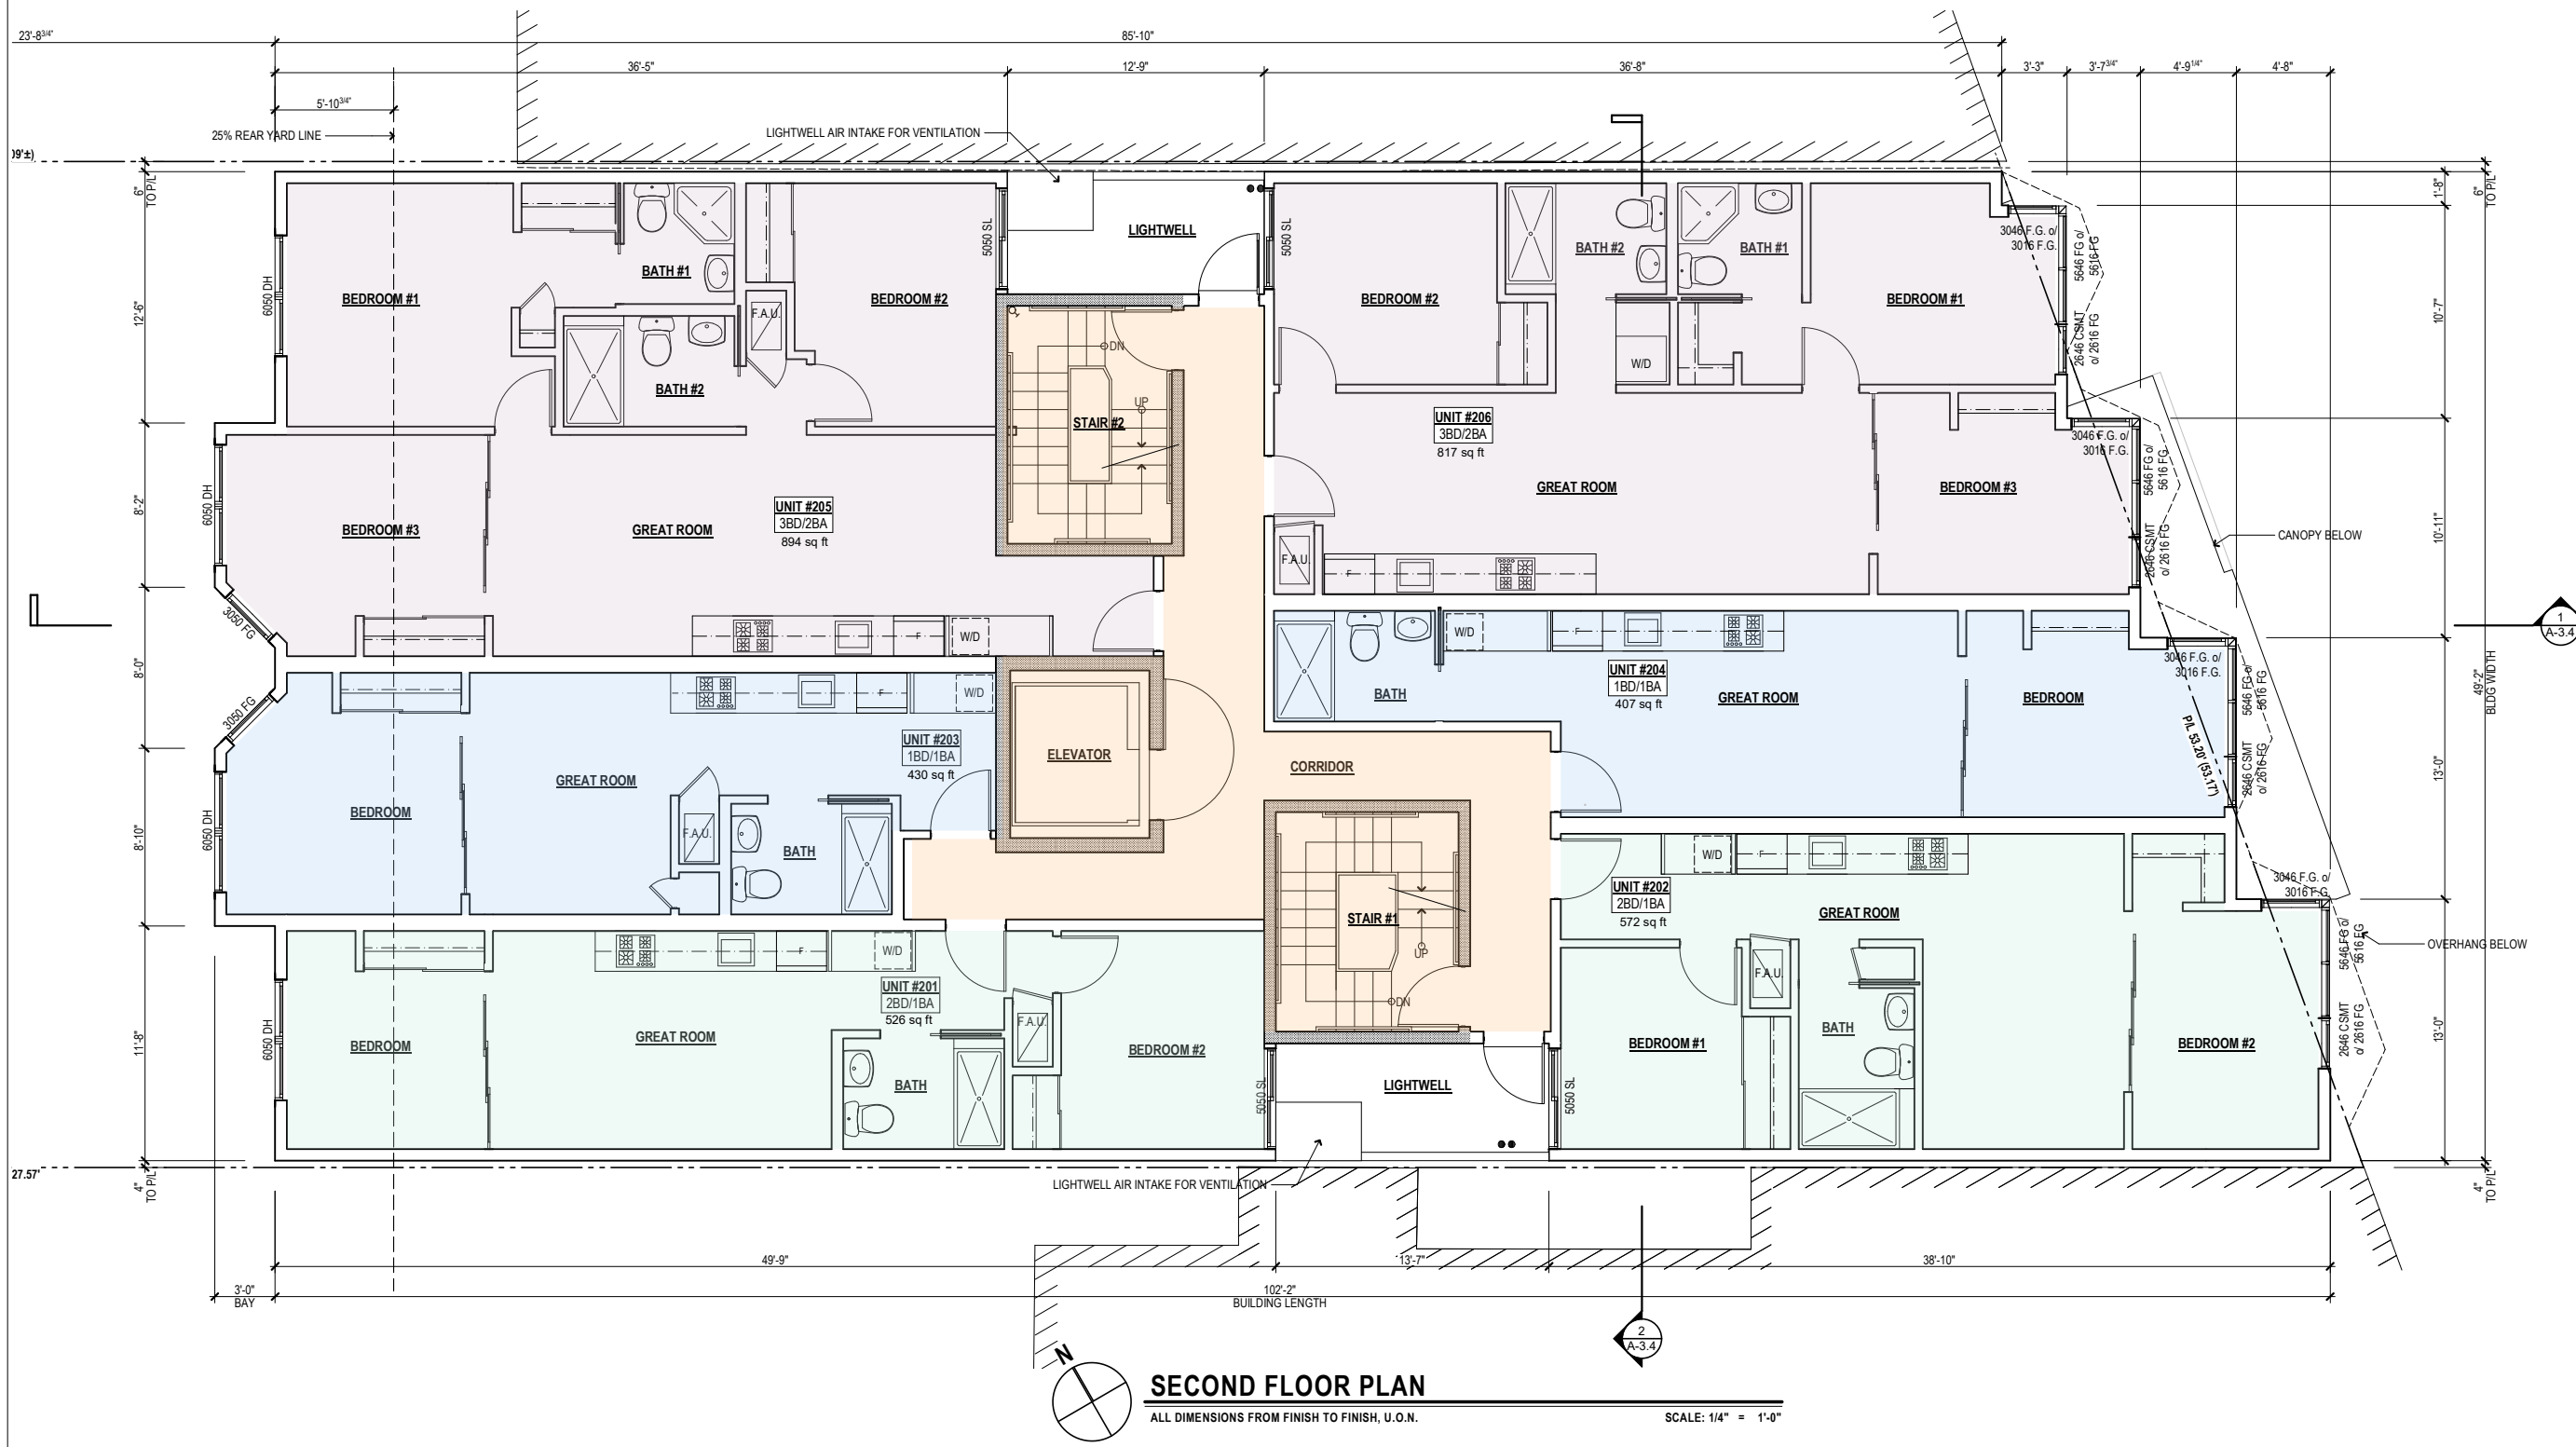 23'-8 3/4"
85'-10"
36'-5"
12'-9"
36'-8"
3'-3"
3'-7 3/4"
4'-9 1/4"
4'-8"
5'-10 3/4"
25% REAR YARD LINE
LIGHTWELL AIR INTAKE FOR VENTILATION
)9'±)
6"
TO P/L
12'-6"
8'-2"
8'-0"
8'-10"
11'-8"
4"
TO P/L
27.57'
6050 DH
6050 DH
3050 FG
3050 FG
6050 DH
6050 DH
BEDROOM #1
BATH #1
BATH #2
F.A.U.
BEDROOM #2
5050 SL
BEDROOM #3
GREAT ROOM
UNIT #205
3BD/2BA
894 sq ft
F
W/D
LIGHTWELL
5050 SL
DN
UP
STAIR #2
BEDROOM #2
BATH #2
BATH #1
W/D
BEDROOM #1
UNIT #206
3BD/2BA
817 sq ft
GREAT ROOM
BEDROOM #3
F.A.U.
F
3046 F.G. o/
3016 F.G.
5646 FG o/
5616 FG
2646 CSMT
o/ 2616 FG
3046 F.G. o/
3016 F.G.
5646 FG o/
5616 FG
2646 CSMT
o/ 2616 FG
CANOPY BELOW
6"
TO P/L
1'-8"
10'-7"
10'-11"
13'-0"
13'-0"
49'-2"
BLDG WIDTH
4"
TO P/L
1
A-3.4
BATH
W/D
F
UNIT #204
1BD/1BA
407 sq ft
GREAT ROOM
BEDROOM
3046 F.G. o/
3016 F.G.
5646 FG o/
5616 FG
2646 CSMT
o/ 2616 FG
P/L 53.20' (53.17')
F
W/D
UNIT #203
1BD/1BA
430 sq ft
GREAT ROOM
BEDROOM
F.A.U.
BATH
ELEVATOR
CORRIDOR
STAIR #1
UP
DN
W/D
F
UNIT #202
2BD/1BA
572 sq ft
GREAT ROOM
F.A.U.
BEDROOM #1
BATH
BEDROOM #2
3046 F.G. o/
3016 F.G.
5646 FG o/
5616 FG
2646 CSMT
o/ 2616 FG
OVERHANG BELOW
F
W/D
UNIT #201
2BD/1BA
526 sq ft
BEDROOM
GREAT ROOM
BATH
F.A.U.
BEDROOM #2
5050 SL
LIGHTWELL
5050 SL
LIGHTWELL AIR INTAKE FOR VENTILATION
49'-9"
13'-7"
38'-10"
3'-0"
BAY
102'-2"
BUILDING LENGTH
2
A-3.4
N
SECOND FLOOR PLAN
ALL DIMENSIONS FROM FINISH TO FINISH, U.O.N.
SCALE: 1/4" = 1'-0"